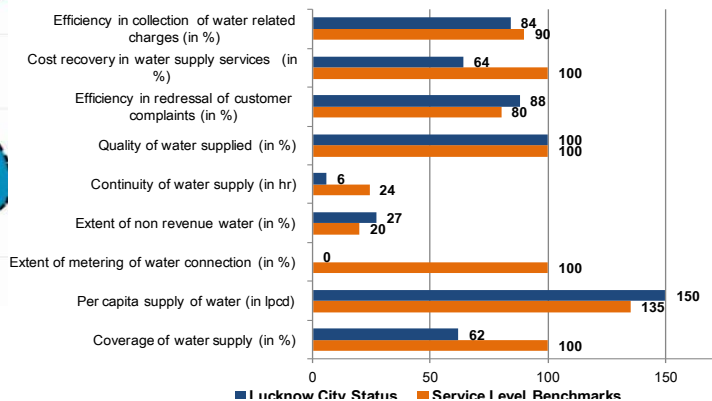 Efficiency in collection of water related
charges (in %)
84
90
Cost recovery in water supply services (in
%)
64
100
Efficiency in redressal of customer
complaints (in %)
88
80
Quality of water supplied (in %)
100
100
Continuity of water supply (in hr)
6
24
Extent of non revenue water (in %)
27
20
Extent of metering of water connection (in %)
0
100
Per capita supply of water (in lpcd)
150
135
Coverage of water supply (in %)
62
100
0 50 100 150
Lucknow City Status Service Level Benchmarks